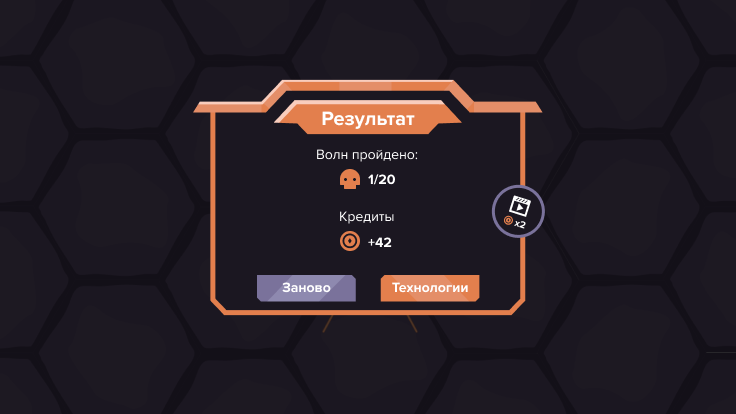 Результат
Волн пройдено:
1/20
Кредиты
+42
x2
Заново
Технологии